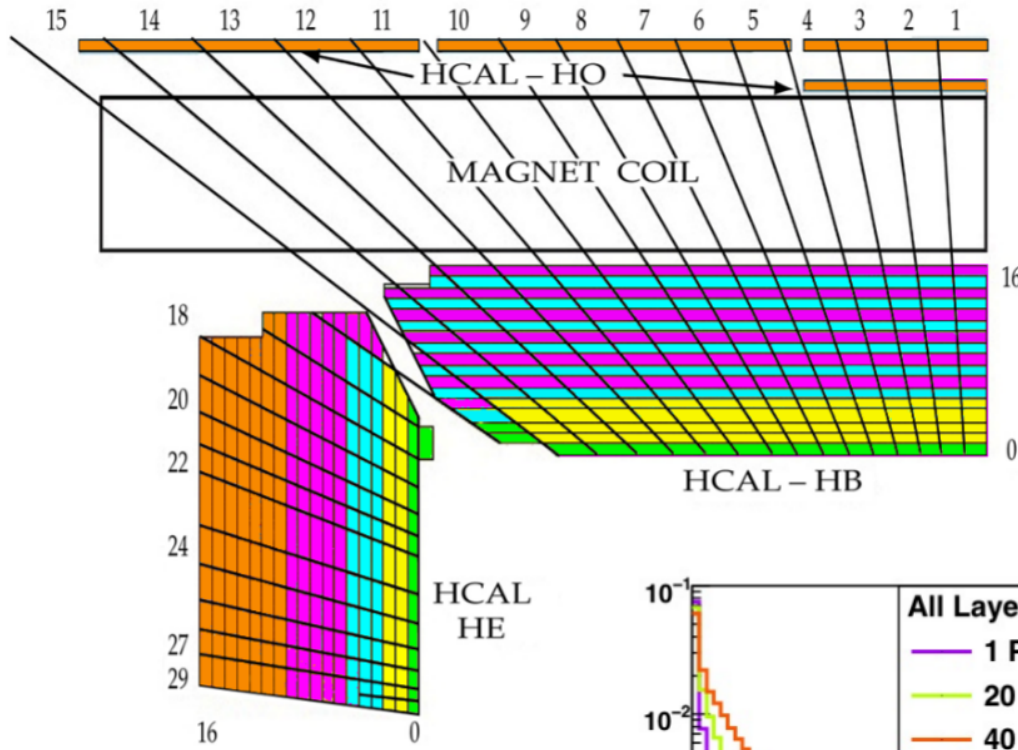 15 14 13 12 11 10 9 8 7 6 5 4 3 2 1
HCAL – HO
MAGNET COIL
16
18
20
22
24
27
29
0
HCAL – HB
HCAL
HE
16 0
10⁻¹
10⁻²
All Laye
1 P
20
40